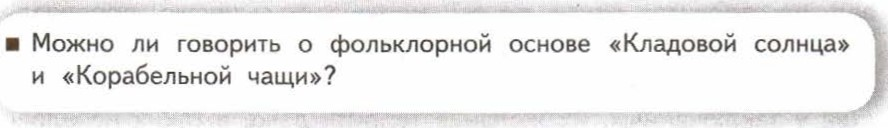 Можно ли говорить о фольклорной основе «Кладовой солнца»
и «Корабельной чащи»?